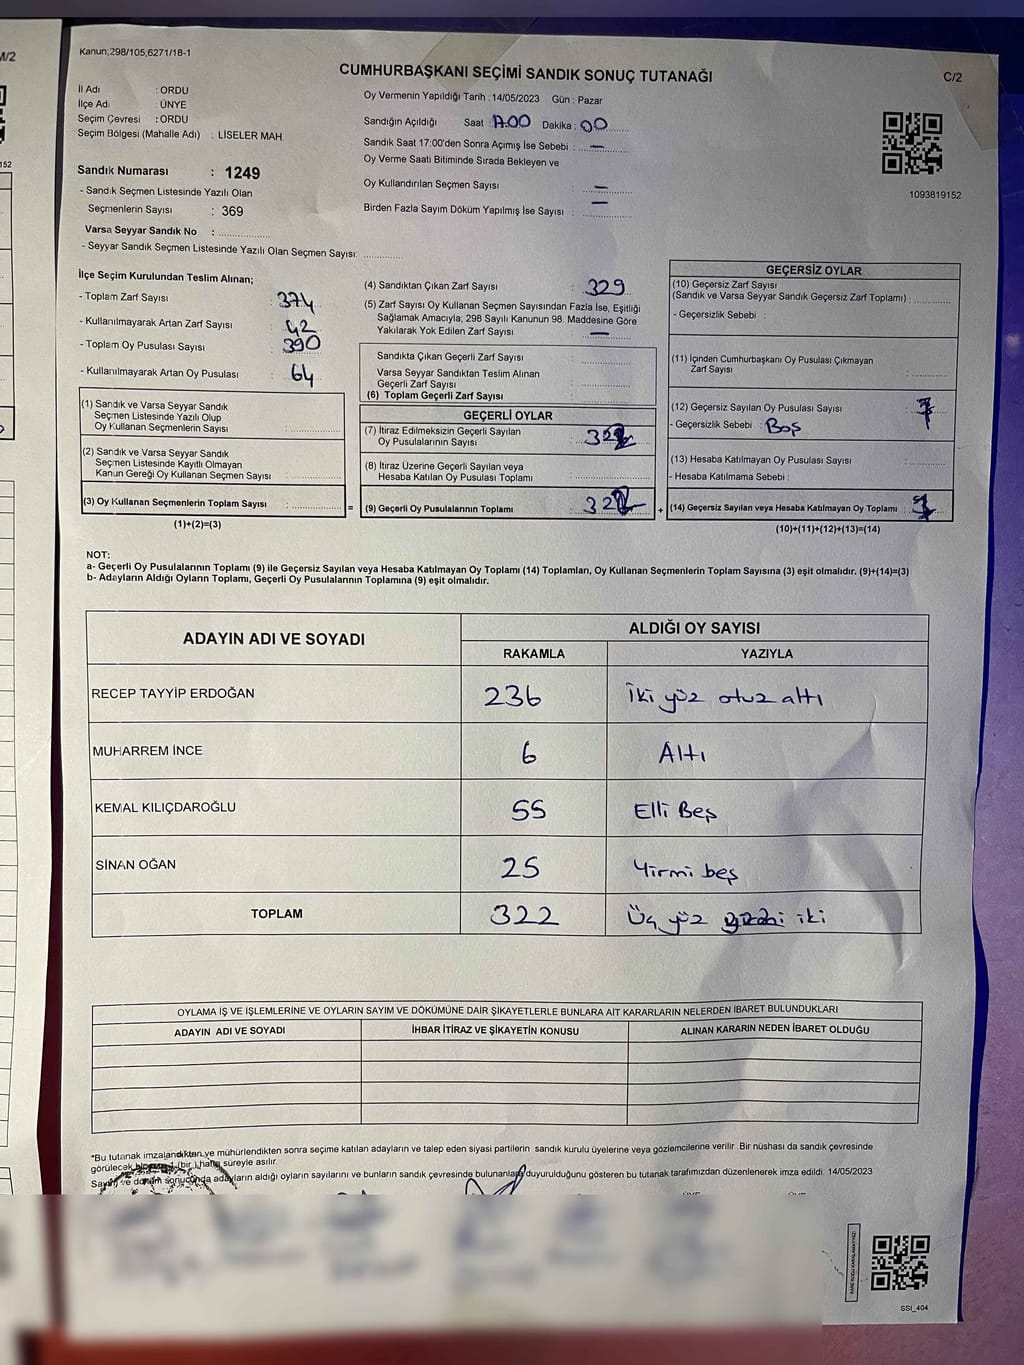 M/2
Kanun;298/105,6271/18-1
C/2
CUMHURBAŞKANI SEÇİMİ SANDIK SONUÇ TUTANAĞI
İl Adı : ORDU
İlçe Adı : ÜNYE
Seçim Çevresi : ORDU
Seçim Bölgesi (Mahalle Adı) : LİSELER MAH.
Oy Vermenin Yapıldığı Tarih : 14/05/2023 Gün : Pazar
Sandığın Açıldığı Saat : 17.00 Dakika : 00
Sandık Saat 17:00'den Sonra Açımış İse Sebebi : —
Oy Verme Saati Bitiminde Sırada Bekleyen ve
Oy Kullandırılan Seçmen Sayısı : —
Birden Fazla Sayım Döküm Yapılmış İse Sayısı : —
1093819152
152
Sandık Numarası : 1249
- Sandık Seçmen Listesinde Yazılı Olan
Seçmenlerin Sayısı : 369
Varsa Seyyar Sandık No : ................
- Seyyar Sandık Seçmen Listesinde Yazılı Olan Seçmen Sayısı: ............
İlçe Seçim Kurulundan Teslim Alınan;
- Toplam Zarf Sayısı : 374
- Kullanılmayarak Artan Zarf Sayısı : 42
- Toplam Oy Pusulası Sayısı : 390
- Kullanılmayarak Artan Oy Pusulası : 64
(1) Sandık ve Varsa Seyyar Sandık
Seçmen Listesinde Yazılı Olup
Oy Kullanan Seçmenlerin Sayısı :
(2) Sandık ve Varsa Seyyar Sandık
Seçmen Listesinde Kayıtlı Olmayan
Kanun Gereği Oy Kullanan Seçmen Sayısı :
(3) Oy Kullanan Seçmenlerin Toplam Sayısı :
(1)+(2)=(3)
=
(4) Sandıktan Çıkan Zarf Sayısı : 329
(5) Zarf Sayısı Oy Kullanan Seçmen Sayısından Fazla İse, Eşitliği
Sağlamak Amacıyla; 298 Sayılı Kanunun 98. Maddesine Göre
Yakılarak Yok Edilen Zarf Sayısı : —
Sandıkta Çıkan Geçerli Zarf Sayısı :
Varsa Seyyar Sandıktan Teslim Alınan
Geçerli Zarf Sayısı :
(6) Toplam Geçerli Zarf Sayısı :
GEÇERLİ OYLAR
(7) İtiraz Edilmeksizin Geçerli Sayılan
Oy Pusulalarının Sayısı :
(8) İtiraz Üzerine Geçerli Sayılan veya
Hesaba Katılan Oy Pusulası Toplamı :
(9) Geçerli Oy Pusulalarının Toplamı :
+
GEÇERSİZ OYLAR
(10) Geçersiz Zarf Sayısı
(Sandık ve Varsa Seyyar Sandık Geçersiz Zarf Toplamı) :
- Geçersizlik Sebebi :
(11) İçinden Cumhurbaşkanı Oy Pusulası Çıkmayan
Zarf Sayısı :
(12) Geçersiz Sayılan Oy Pusulası Sayısı : 7
- Geçersizlik Sebebi : Boş
(13) Hesaba Katılmayan Oy Pusulası Sayısı :
- Hesaba Katılmama Sebebi :
(14) Geçersiz Sayılan veya Hesaba Katılmayan Oy Toplamı :
(10)+(11)+(12)+(13)=(14)
NOT:
a- Geçerli Oy Pusulalarının Toplamı (9) ile Geçersiz Sayılan veya Hesaba Katılmayan Oy Toplamı (14) Toplamları, Oy Kullanan Seçmenlerin Toplam Sayısına (3) eşit olmalıdır. (9)+(14)=(3)
b- Adayların Aldığı Oyların Toplamı, Geçerli Oy Pusulalarının Toplamına (9) eşit olmalıdır.
ADAYIN ADI VE SOYADI
ALDIĞI OY SAYISI
RAKAMLA YAZIYLA
RECEP TAYYİP ERDOĞAN 236 İki yüz otuz altı
MUHARREM İNCE 6 Altı
KEMAL KILIÇDAROĞLU 55 Elli Beş
SİNAN OĞAN 25 Yirmi beş
TOPLAM 322 Üç yüz iki
OYLAMA İŞ VE İŞLEMLERİNE VE OYLARIN SAYIM VE DÖKÜMÜNE DAİR ŞİKAYETLERLE BUNLARA AİT KARARLARIN NELERDEN İBARET BULUNDUKLARI
ADAYIN ADI VE SOYADI İHBAR İTİRAZ VE ŞİKAYETİN KONUSU ALINAN KARARIN NEDEN İBARET OLDUĞU
*Bu tutanak imzalandıktan ve mühürlendikten sonra seçime katılan adayların ve talep eden siyasi partilerin sandık kurulu üyelerine veya gözlemcilerine verilir. Bir nüshası da sandık çevresinde
görülecek bir yere 1 (bir) hafta süreyle asılır.
Sayım ve döküm sonucunda adayların aldığı oyların sayılarını ve bunların sandık çevresinde bulunanlara duyurulduğunu gösteren bu tutanak tarafımızdan düzenlenerek imza edildi. 14/05/2023
KARE KODU KARALAMAYINIZ!
SSI_404